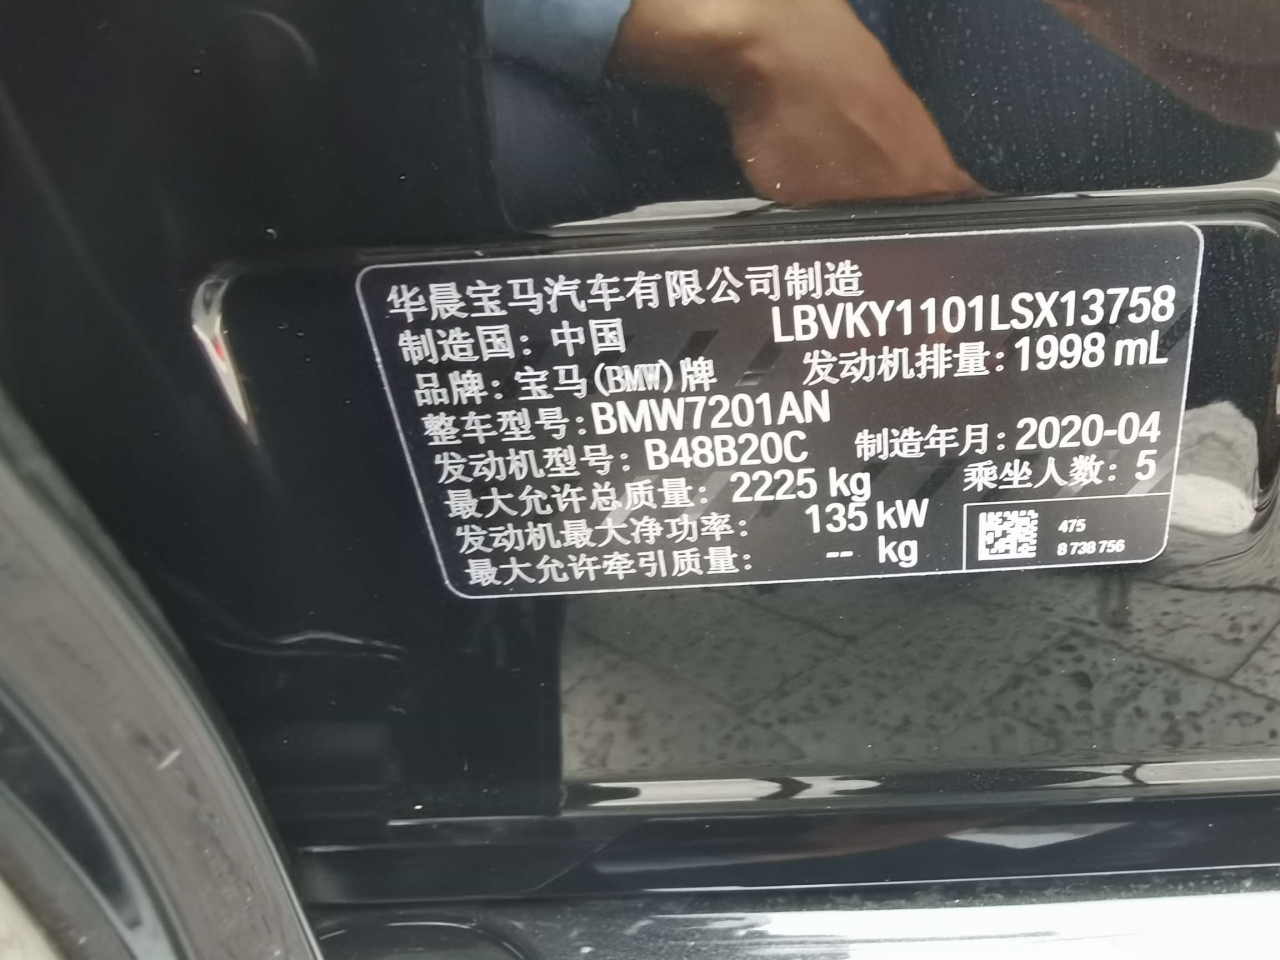 华晨宝马汽车有限公司制造
制造国：中国 LBVKY1101LSX13758
品牌：宝马(BMW)牌 发动机排量：1998 mL
整车型号：BMW7201AN
发动机型号：B48B20C 制造年月：2020-04
最大允许总质量：2225 kg 乘坐人数：5
发动机最大净功率：135 kW
最大允许牵引质量：-- kg
475
8 738 756